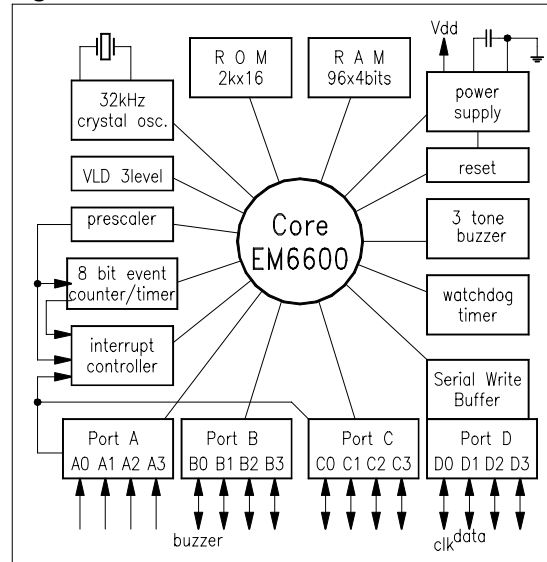 R O M
2kx16
R A M
96x4bits
Vdd
32kHz
crystal osc.
power
supply
VLD 3level
reset
prescaler
Core
EM6600
3 tone
buzzer
8 bit event
counter/timer
watchdog
timer
interrupt
controller
Serial Write
Buffer
Port A
A0 A1 A2 A3
Port B
B0 B1 B2 B3
Port C
C0 C1 C2 C3
Port D
D0 D1 D2 D3
buzzer
clk data